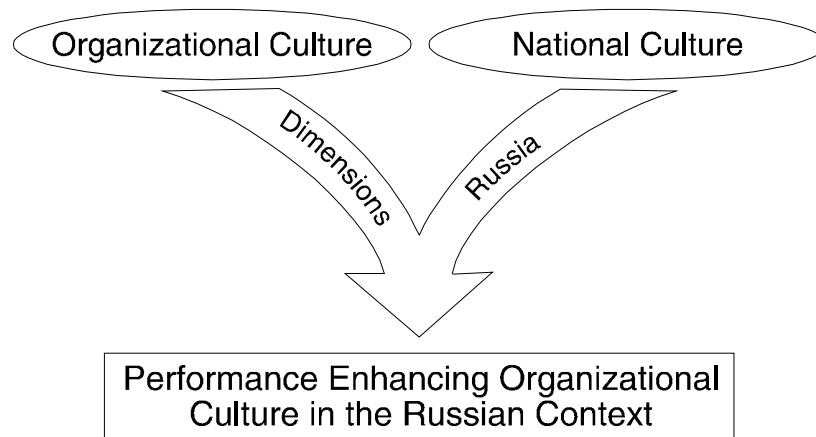 Organizational Culture
National Culture
Dimensions
Russia
Performance Enhancing Organizational
Culture in the Russian Context